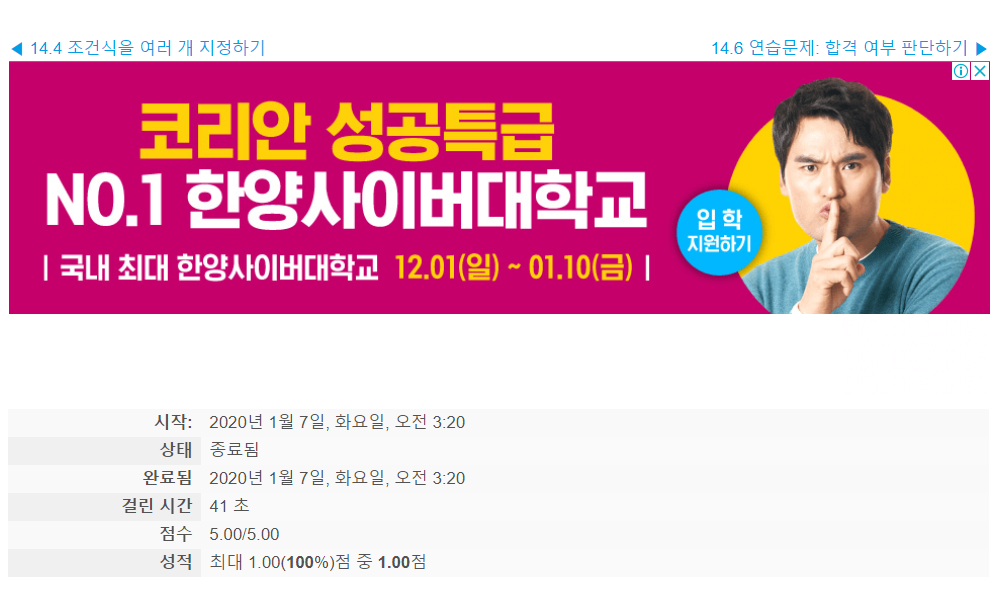 ◀ 14.4 조건식을 여러 개 지정하기
14.6 연습문제: 합격 여부 판단하기 ▶
코리안 성공특급
NO.1 한양사이버대학교
입 학
지원하기
| 국내 최대 한양사이버대학교 12.01(일) ~ 01.10(금) |
시작: 2020년 1월 7일, 화요일, 오전 3:20
상태 종료됨
완료됨 2020년 1월 7일, 화요일, 오전 3:20
걸린 시간 41 초
점수 5.00/5.00
성적 최대 1.00(100%)점 중 1.00점